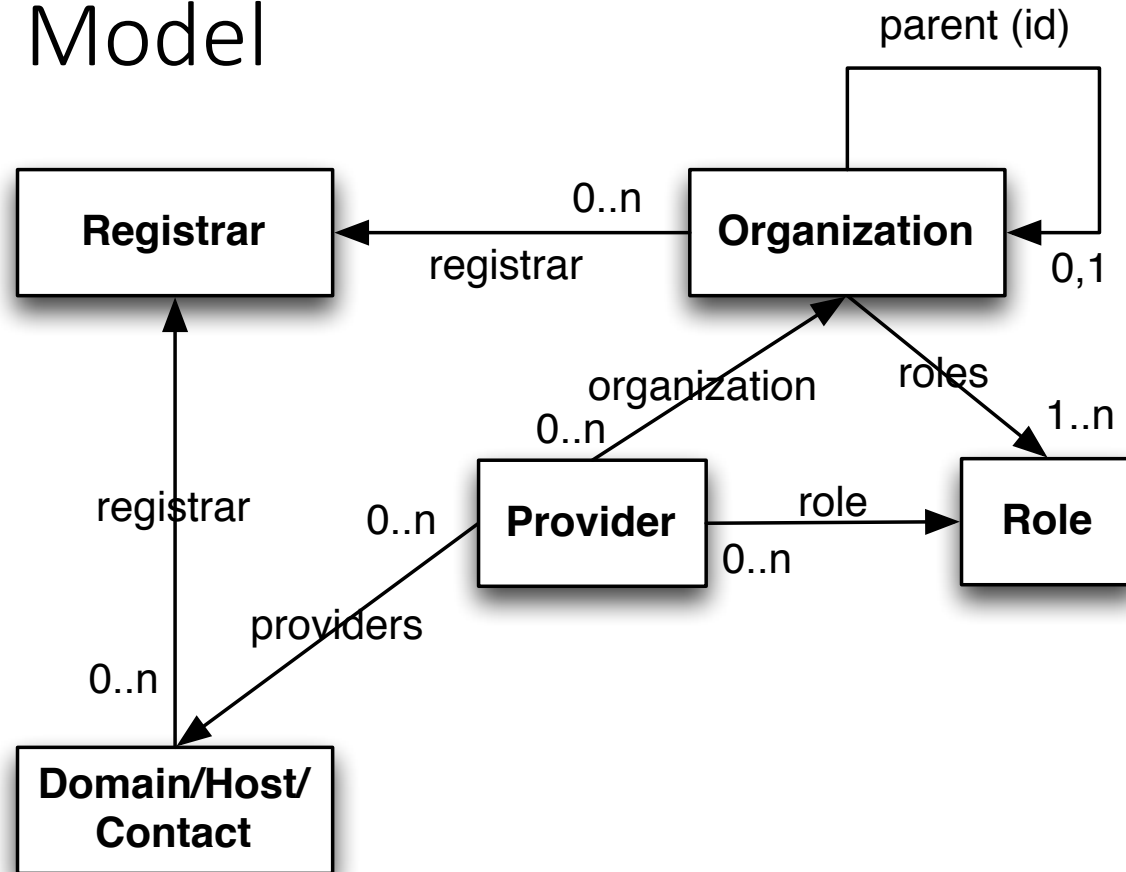 Model
parent (id)
Registrar
0..n
registrar
Organization
0,1
organization
roles
0..n
1..n
registrar
0..n
Provider
role
0..n
Role
providers
0..n
Domain/Host/
Contact